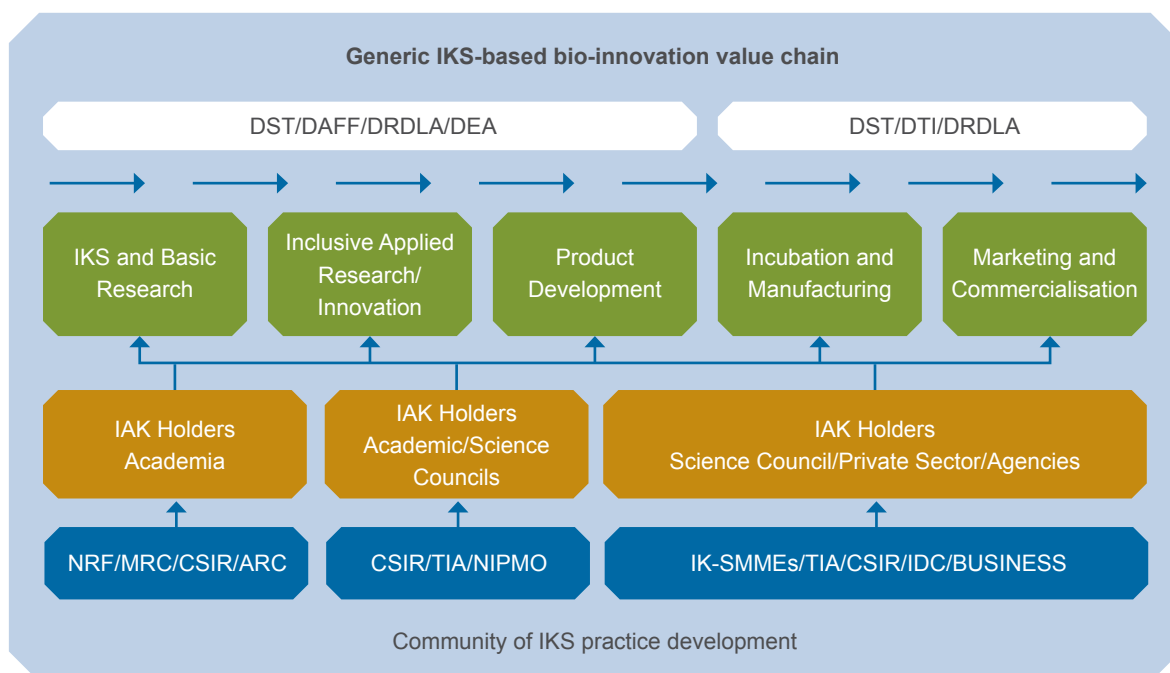 Generic IKS-based bio-innovation value chain
DST/DAFF/DRDLA/DEA
DST/DTI/DRDLA
IKS and Basic
Research
Inclusive Applied
Research/
Innovation
Product
Development
Incubation and
Manufacturing
Marketing and
Commercialisation
IAK Holders
Academia
IAK Holders
Academic/Science
Councils
IAK Holders
Science Council/Private Sector/Agencies
NRF/MRC/CSIR/ARC
CSIR/TIA/NIPMO
IK-SMMEs/TIA/CSIR/IDC/BUSINESS
Community of IKS practice development